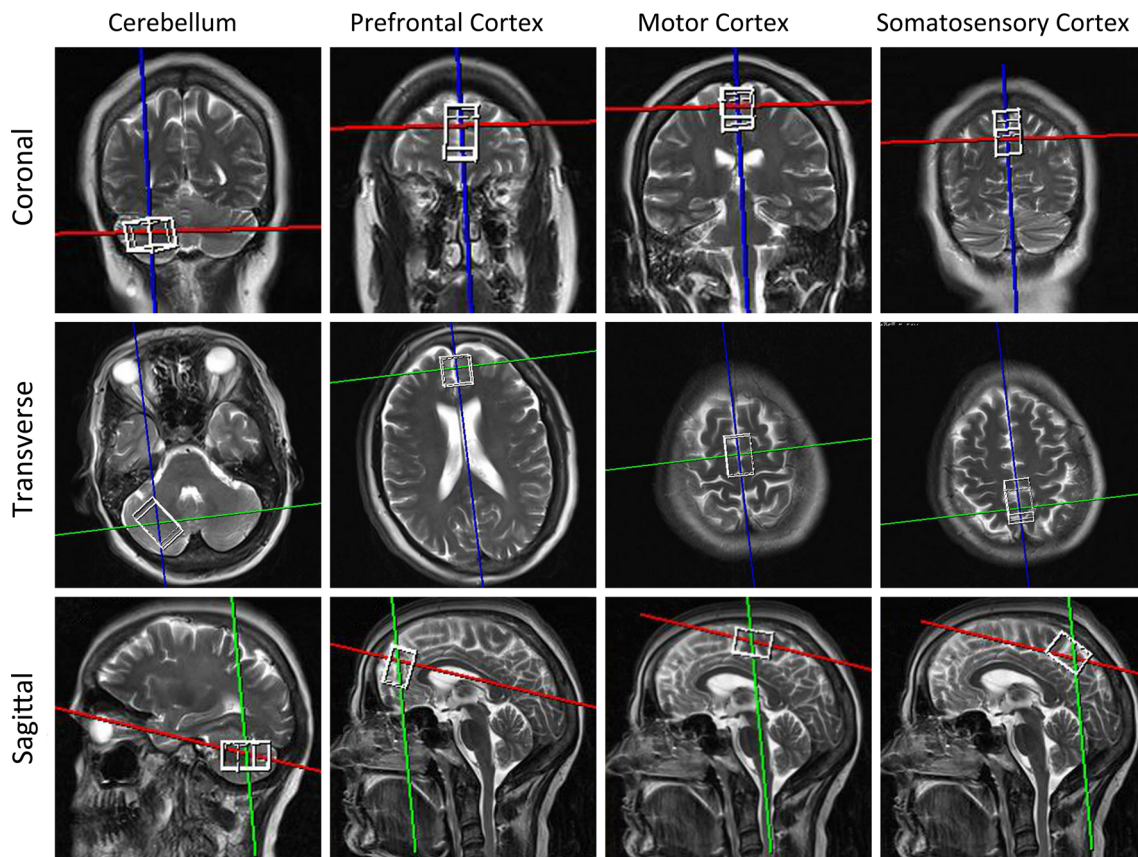 Cerebellum Prefrontal Cortex Motor Cortex Somatosensory Cortex
Coronal
Transverse
Sagittal